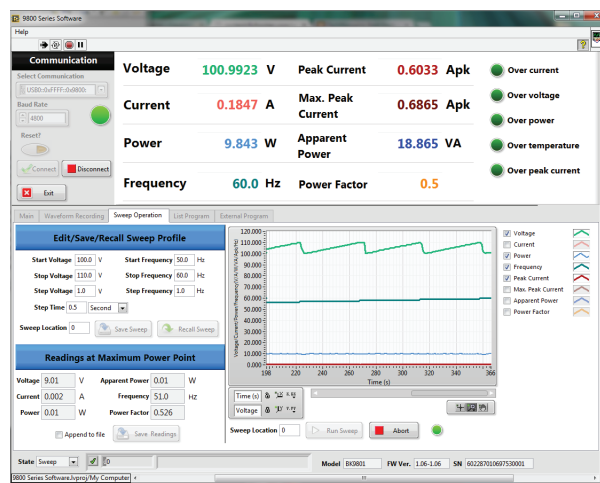 9800 Series Software
Help
Communication
Select Communication
USB0::0xFFFF::0x9800:
Baud Rate
4800
Reset?
Connect
Disconnect
Exit
Voltage 100.9923 V Peak Current 0.6033 Apk
Current 0.1847 A Max. Peak Current 0.6865 Apk
Power 9.843 W Apparent Power 18.865 VA
Frequency 60.0 Hz Power Factor 0.5
Over current
Over voltage
Over power
Over temperature
Over peak current
Main Waveform Recording Sweep Operation List Program External Program
Edit/Save/Recall Sweep Profile
Start Voltage 100.0 V Start Frequency 50.0 Hz
Stop Voltage 110.0 V Stop Frequency 60.0 Hz
Step Voltage 1.0 V Step Frequency 1.0 Hz
Step Time 0.5 Second
Sweep Location 0 Save Sweep Recall Sweep
Readings at Maximum Power Point
Voltage 9.01 V Apparent Power 0.01 W
Current 0.002 A Frequency 51.0 Hz
Power 0.01 W Power Factor 0.526
Append to file Save Readings
Voltage/Current/Power/Frequency(V/A/W/VA/Apk/Hz)
120.000
110.000
100.000
90.000
80.000
70.000
60.000
50.000
40.000
30.000
20.000
10.000
0.000
198 220 240 260 280 300 320 340 366
Time (s)
Voltage
Current
Power
Frequency
Peak Current
Max. Peak Current
Apparent Power
Power Factor
Time (s)
Voltage
Sweep Location 0 Run Sweep Abort
State Sweep 0
Model BK9801 FW Ver. 1.06-1.06 SN 602287010697530001
9800 Series Software.lvproj/My Computer